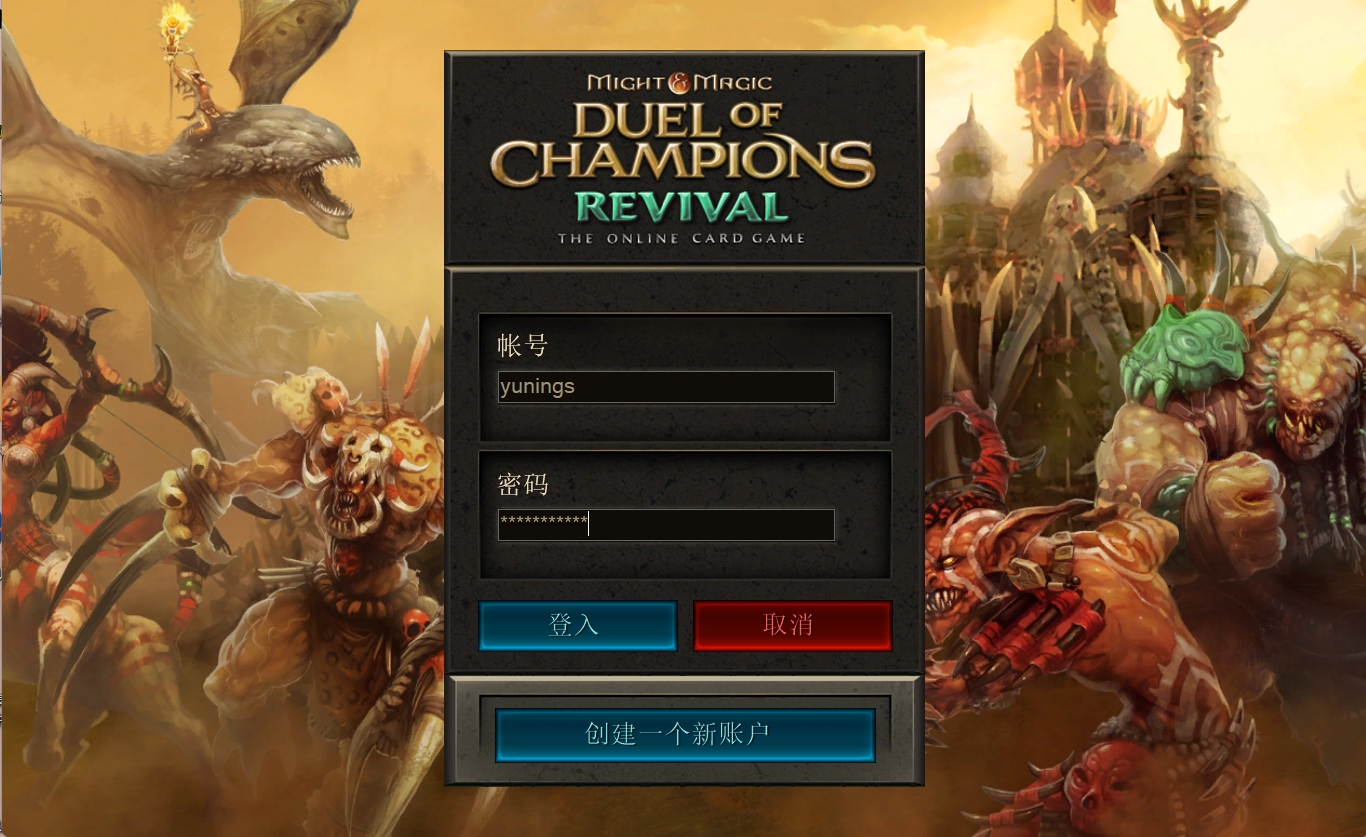 MIGHT & MAGIC
DUEL OF
CHAMPIONS
REVIVAL
THE ONLINE CARD GAME
帐号
yunings
密码
***********
登入
取消
创建一个新账户